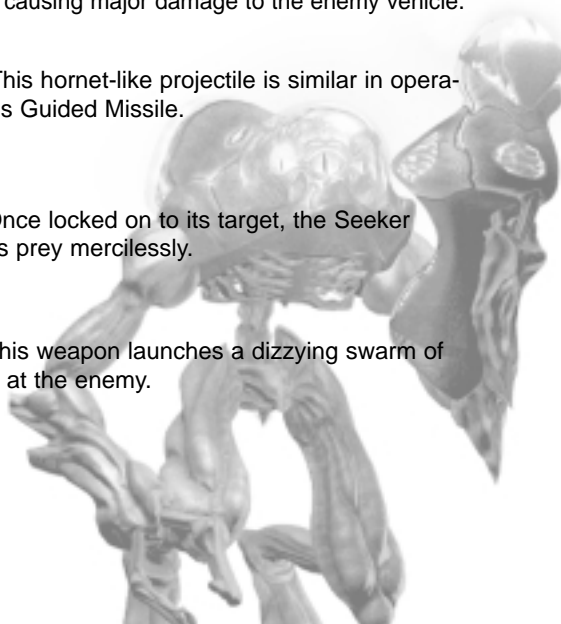 causing major damage to the enemy vehicle.
This hornet-like projectile is similar in opera-
s Guided Missile.
Once locked on to its target, the Seeker
s prey mercilessly.
his weapon launches a dizzying swarm of
at the enemy.